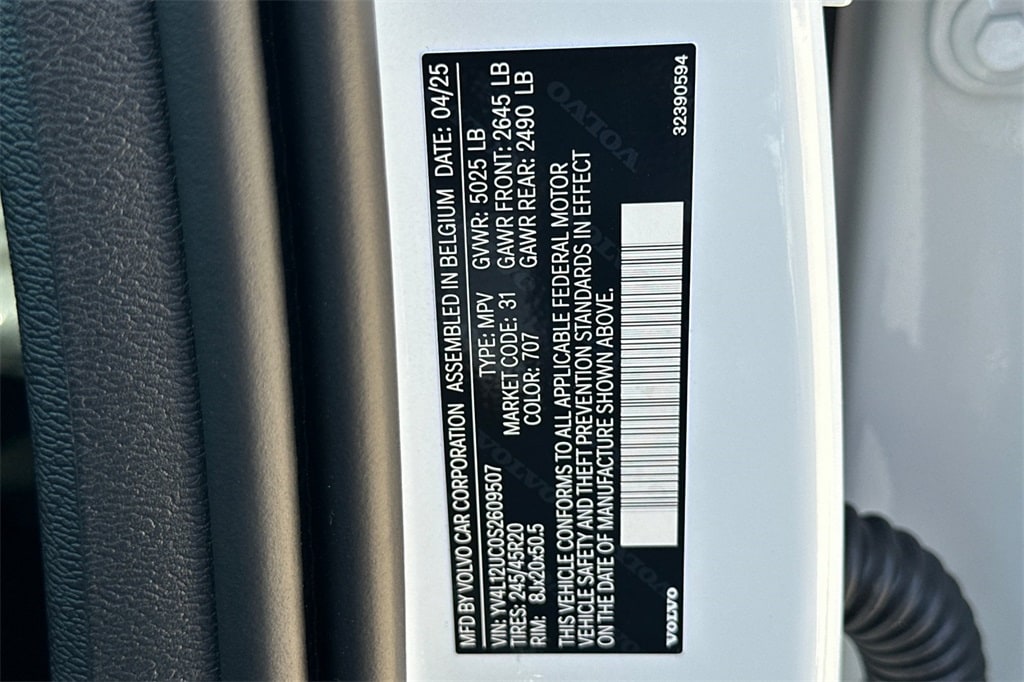 MFD BY VOLVO CAR CORPORATION ASSEMBLED IN BELGIUM DATE: 04/25
VIN: YV4L12UC0S2609507 TYPE: MPV GVWR: 5025 LB
TIRES: 245/45R20 MARKET CODE: 31 GAWR FRONT: 2645 LB
RIM: 8Jx20x50.5 COLOR: 707 GAWR REAR: 2490 LB
THIS VEHICLE CONFORMS TO ALL APPLICABLE FEDERAL MOTOR
VEHICLE SAFETY AND THEFT PREVENTION STANDARDS IN EFFECT
ON THE DATE OF MANUFACTURE SHOWN ABOVE.
VOLVO 32390594